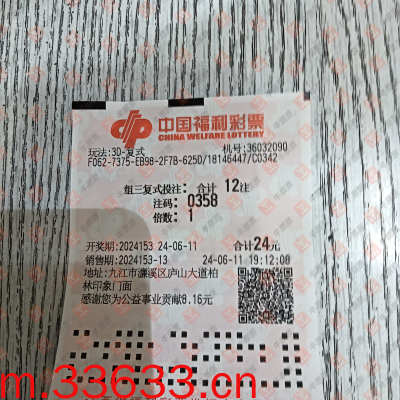 中国福利彩票
CHINA WELFARE LOTTERY
玩法:3D-复式 机号:36032090
F052-7375-EB98-2F7B-625D/18146447/C0342
组三复式投注: 合计 12注
注码: 0358
倍数: 1
开奖期:2024153 24-06-11 合计24元
销售期:2024153-13 24-06-11 19:12:08
地址:九江市濂溪区庐山大道柏
林印象门面
感谢您为公益事业贡献8.16元
m.33633.cn